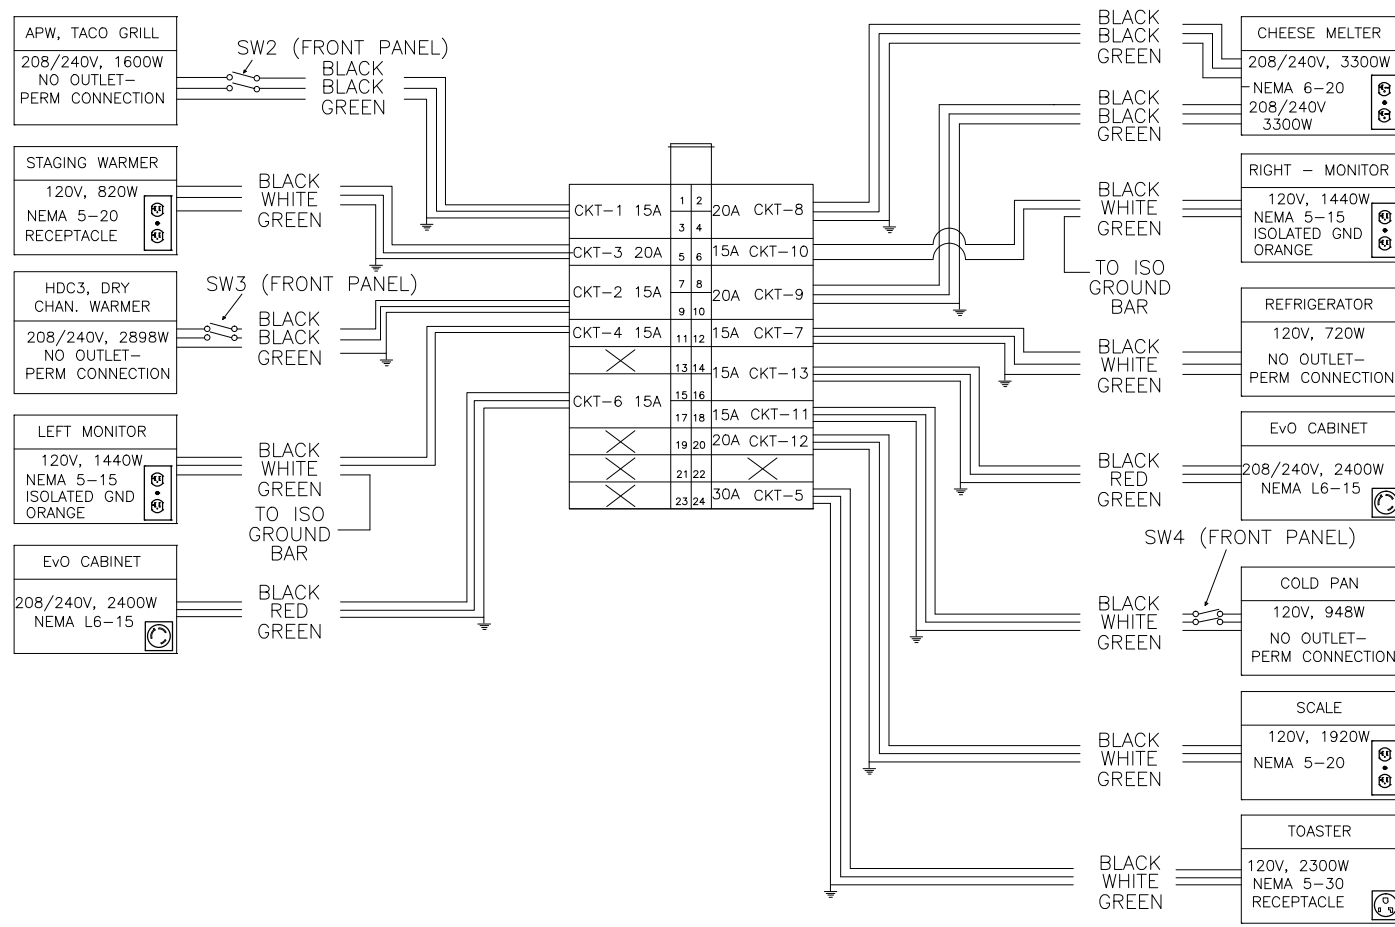 APW, TACO GRILL
208/240V, 1600W
NO OUTLET-
PERM CONNECTION
SW2 (FRONT PANEL)
BLACK
BLACK
GREEN
STAGING WARMER
120V, 820W
NEMA 5-20
RECEPTACLE
BLACK
WHITE
GREEN
HDC3, DRY
CHAN. WARMER
208/240V, 2898W
NO OUTLET-
PERM CONNECTION
SW3 (FRONT PANEL)
BLACK
BLACK
GREEN
LEFT MONITOR
120V, 1440W
NEMA 5-15
ISOLATED GND
ORANGE
BLACK
WHITE
GREEN
TO ISO
GROUND
BAR
EvO CABINET
208/240V, 2400W
NEMA L6-15
BLACK
RED
GREEN
CKT-1 15A 1 2 20A CKT-8
3 4
CKT-3 20A 5 6 15A CKT-10
CKT-2 15A 7 8 20A CKT-9
9 10
CKT-4 15A 11 12 15A CKT-7
13 14 15A CKT-13
CKT-6 15A 15 16
17 18 15A CKT-11
19 20 20A CKT-12
21 22
23 24 30A CKT-5
BLACK
BLACK
GREEN
BLACK
BLACK
GREEN
CHEESE MELTER
208/240V, 3300W
NEMA 6-20
208/240V
3300W
BLACK
WHITE
GREEN
TO ISO
GROUND
BAR
RIGHT - MONITOR
120V, 1440W
NEMA 5-15
ISOLATED GND
ORANGE
BLACK
WHITE
GREEN
REFRIGERATOR
120V, 720W
NO OUTLET-
PERM CONNECTION
BLACK
RED
GREEN
EvO CABINET
208/240V, 2400W
NEMA L6-15
SW4 (FRONT PANEL)
BLACK
WHITE
GREEN
COLD PAN
120V, 948W
NO OUTLET-
PERM CONNECTION
BLACK
WHITE
GREEN
SCALE
120V, 1920W
NEMA 5-20
BLACK
WHITE
GREEN
TOASTER
120V, 2300W
NEMA 5-30
RECEPTACLE